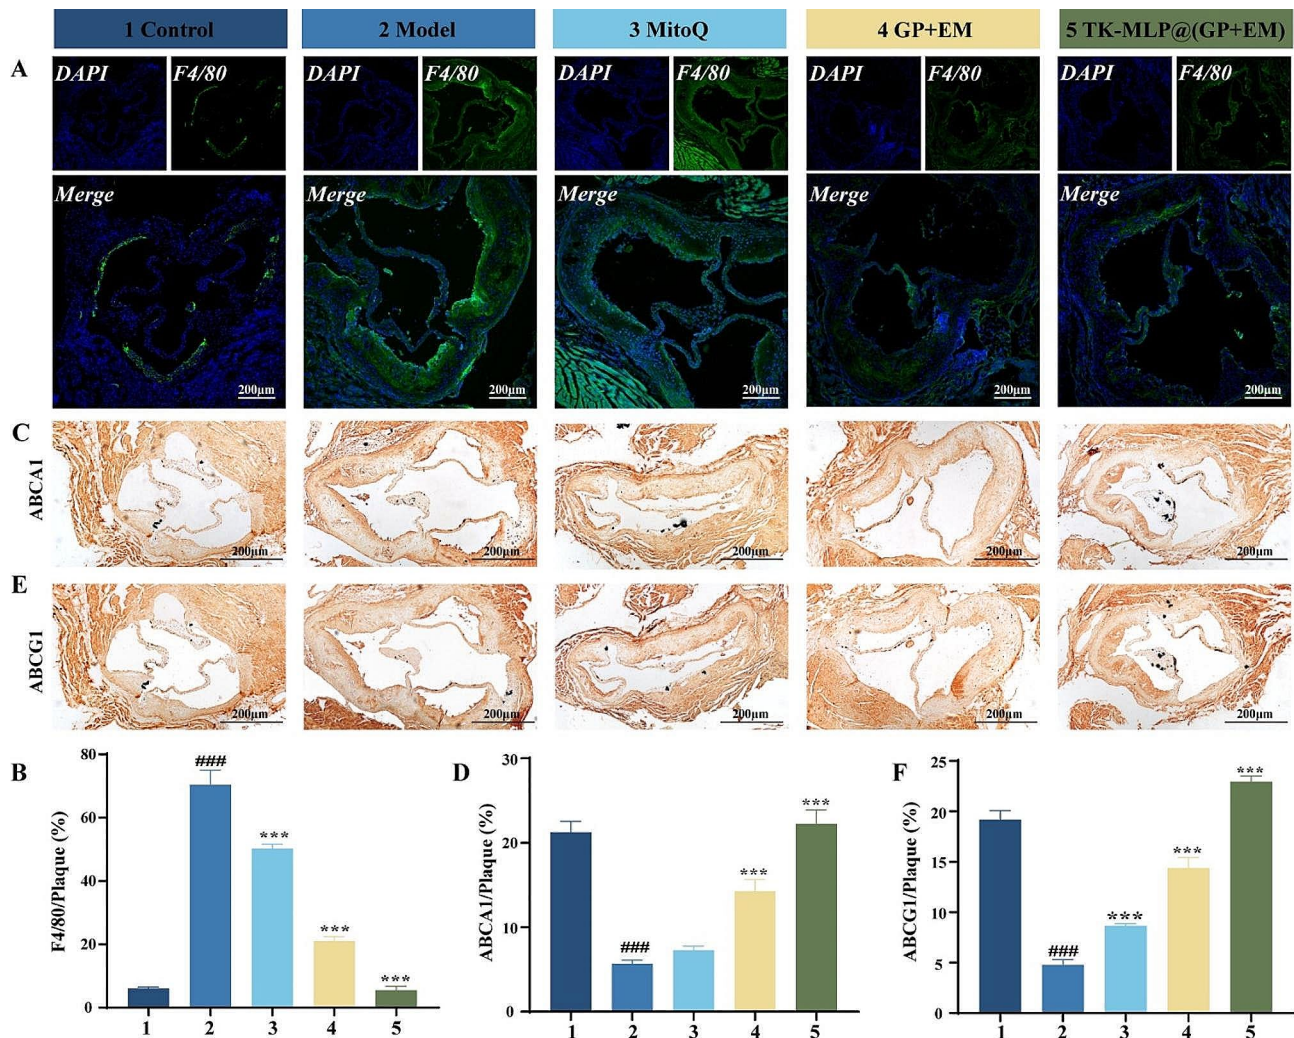 1 Control
2 Model
3 MitoQ
4 GP+EM
5 TK-MLP@(GP+EM)
A
DAPI
F4/80
DAPI
F4/80
DAPI
F4/80
DAPI
F4/80
DAPI
F4/80
Merge
Merge
Merge
Merge
Merge
200μm
200μm
200μm
200μm
200μm
C
ABCA1
200μm
200μm
200μm
200μm
200μm
E
ABCG1
200μm
200μm
200μm
200μm
200μm
B
F4/80/Plaque (%)
80
60
40
20
0
###
***
***
***
1
2
3
4
5
D
ABCA1/Plaque (%)
30
20
10
0
###
***
***
1
2
3
4
5
F
ABCG1/Plaque (%)
25
20
15
10
5
0
###
***
***
***
1
2
3
4
5